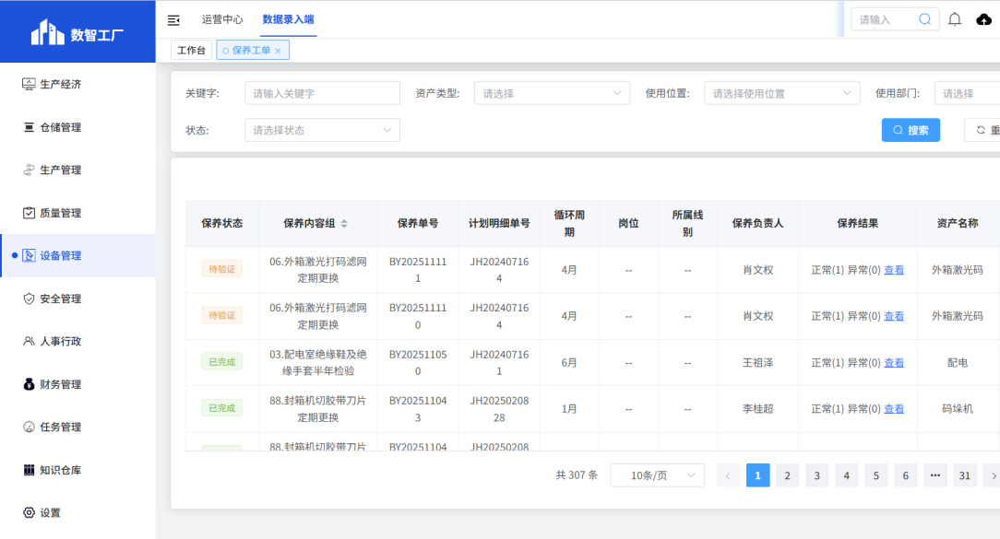 数智工厂
运营中心
数据录入端
请输入
工作台
保养工单 ×
生产经济
仓储管理
生产管理
质量管理
设备管理
安全管理
人事行政
财务管理
任务管理
知识仓库
设置
关键字:
请输入关键字
资产类型:
请选择
使用位置:
请选择使用位置
使用部门:
请选择
状态:
请选择状态
搜索
重
保养状态
保养内容组
保养单号
计划明细单号
循环周
期
岗位
所属线
别
保养负责人
保养结果
资产名称
待验证
06.外箱激光打码滤网
定期更换
BY20251111
1
JH20240716
4
4月
--
--
肖文权
正常(1) 异常(0) 查看
外箱激光码
待验证
06.外箱激光打码滤网
定期更换
BY20251111
0
JH20240716
4
4月
--
--
肖文权
正常(1) 异常(0) 查看
外箱激光码
已完成
03.配电室绝缘鞋及绝
缘手套半年检验
BY20251105
0
JH20240716
1
6月
--
--
王祖泽
正常(1) 异常(0) 查看
配电
已完成
88.封箱机切胶带刀片
定期更换
BY20251104
3
JH20250208
28
1月
--
--
李桂超
正常(1) 异常(0) 查看
码垛机
88.封箱机切胶带刀片
BY20251104
JH20250208
共 307 条
10条/页
1
2
3
4
5
6
···
31